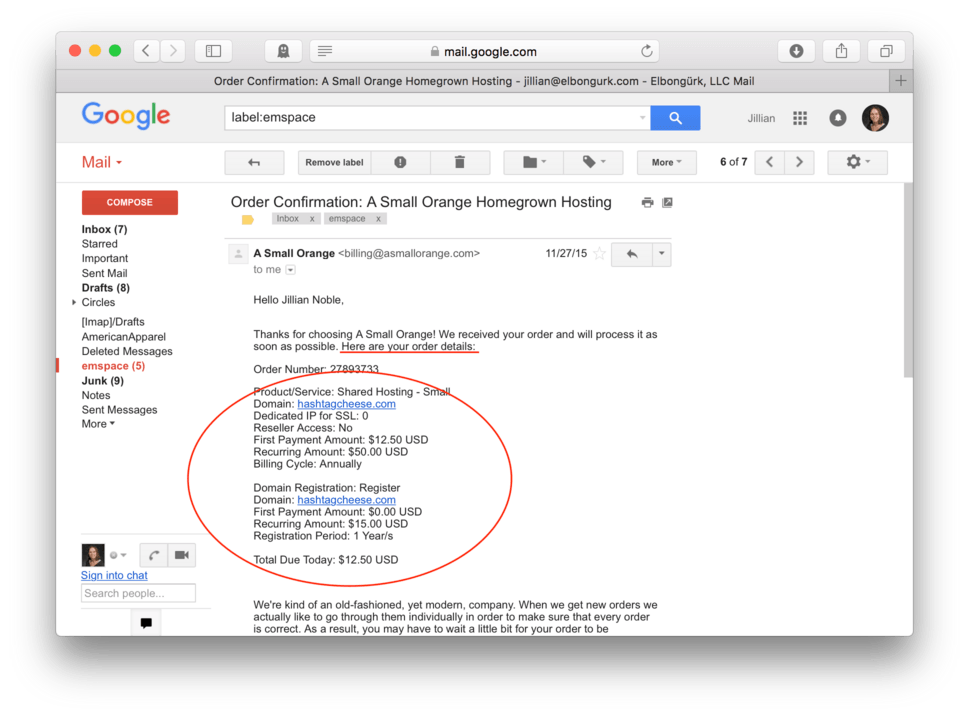 mail.google.com
Order Confirmation: A Small Orange Homegrown Hosting - jillian@elbongurk.com - Elbongürk, LLC Mail
Google
label:emspace
Jillian
Mail
Remove label
More
6 of 7
COMPOSE
Inbox (7)
Starred
Important
Sent Mail
Drafts (8)
Circles
[Imap]/Drafts
AmericanApparel
Deleted Messages
emspace (5)
Junk (9)
Notes
Sent Messages
More
Sign into chat
Search people...
Order Confirmation: A Small Orange Homegrown Hosting
Inbox x emspace x
A Small Orange <billing@asmallorange.com> 11/27/15
to me
Hello Jillian Noble,
Thanks for choosing A Small Orange! We received your order and will process it as
soon as possible. Here are your order details:
Order Number: 27893733
Product/Service: Shared Hosting - Small
Domain: hashtagcheese.com
Dedicated IP for SSL: 0
Reseller Access: No
First Payment Amount: $12.50 USD
Recurring Amount: $50.00 USD
Billing Cycle: Annually
Domain Registration: Register
Domain: hashtagcheese.com
First Payment Amount: $0.00 USD
Recurring Amount: $15.00 USD
Registration Period: 1 Year/s
Total Due Today: $12.50 USD
We're kind of an old-fashioned, yet modern, company. When we get new orders we
actually like to go through them individually in order to make sure that every order
is correct. As a result, you may have to wait a little bit for your order to be